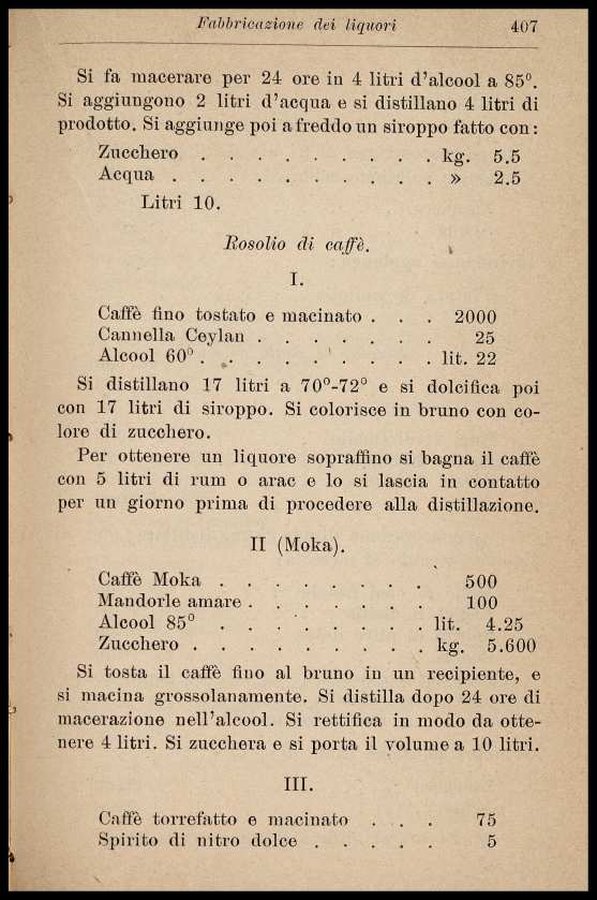 Fabbricazione dei liquori 407
Si fa macerare per 24 ore in 4 litri d'alcool a 85º.
Si aggiungono 2 litri d'acqua e si distillano 4 litri di
prodotto. Si aggiunge poi a freddo un siroppo fatto con:
Zucchero . . . . . . . . . kg. 5.5
Acqua . . . . . . . . . . » 2.5
Litri 10.
Rosolio di caffè.
I.
Caffè fino tostato e macinato . . . 2000
Cannella Ceylan . . . . . . . 25
Alcool 60º . . . . . . . . . lit. 22
Si distillano 17 litri a 70º-72º e si dolcifica poi
con 17 litri di siroppo. Si colorisce in bruno con co-
lore di zucchero.
Per ottenere un liquore sopraffino si bagna il caffè
con 5 litri di rum o arac e lo si lascia in contatto
per un giorno prima di procedere alla distillazione.
II (Moka).
Caffè Moka . . . . . . . . 500
Mandorle amare . . . . . . . 100
Alcool 85º . . . . . . . . lit. 4.25
Zucchero . . . . . . . . . kg. 5.600
Si tosta il caffè fino al bruno in un recipiente, e
si macina grossolanamente. Si distilla dopo 24 ore di
macerazione nell'alcool. Si rettifica in modo da otte-
nere 4 litri. Si zucchera e si porta il volume a 10 litri.
III.
Caffè torrefatto e macinato . . . 75
Spirito di nitro dolce . . . . . 5